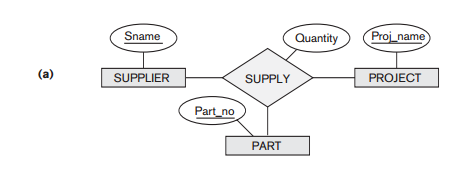 Sname
Quantity
Proj_name
(a)
SUPPLIER
SUPPLY
PROJECT
Part_no
PART